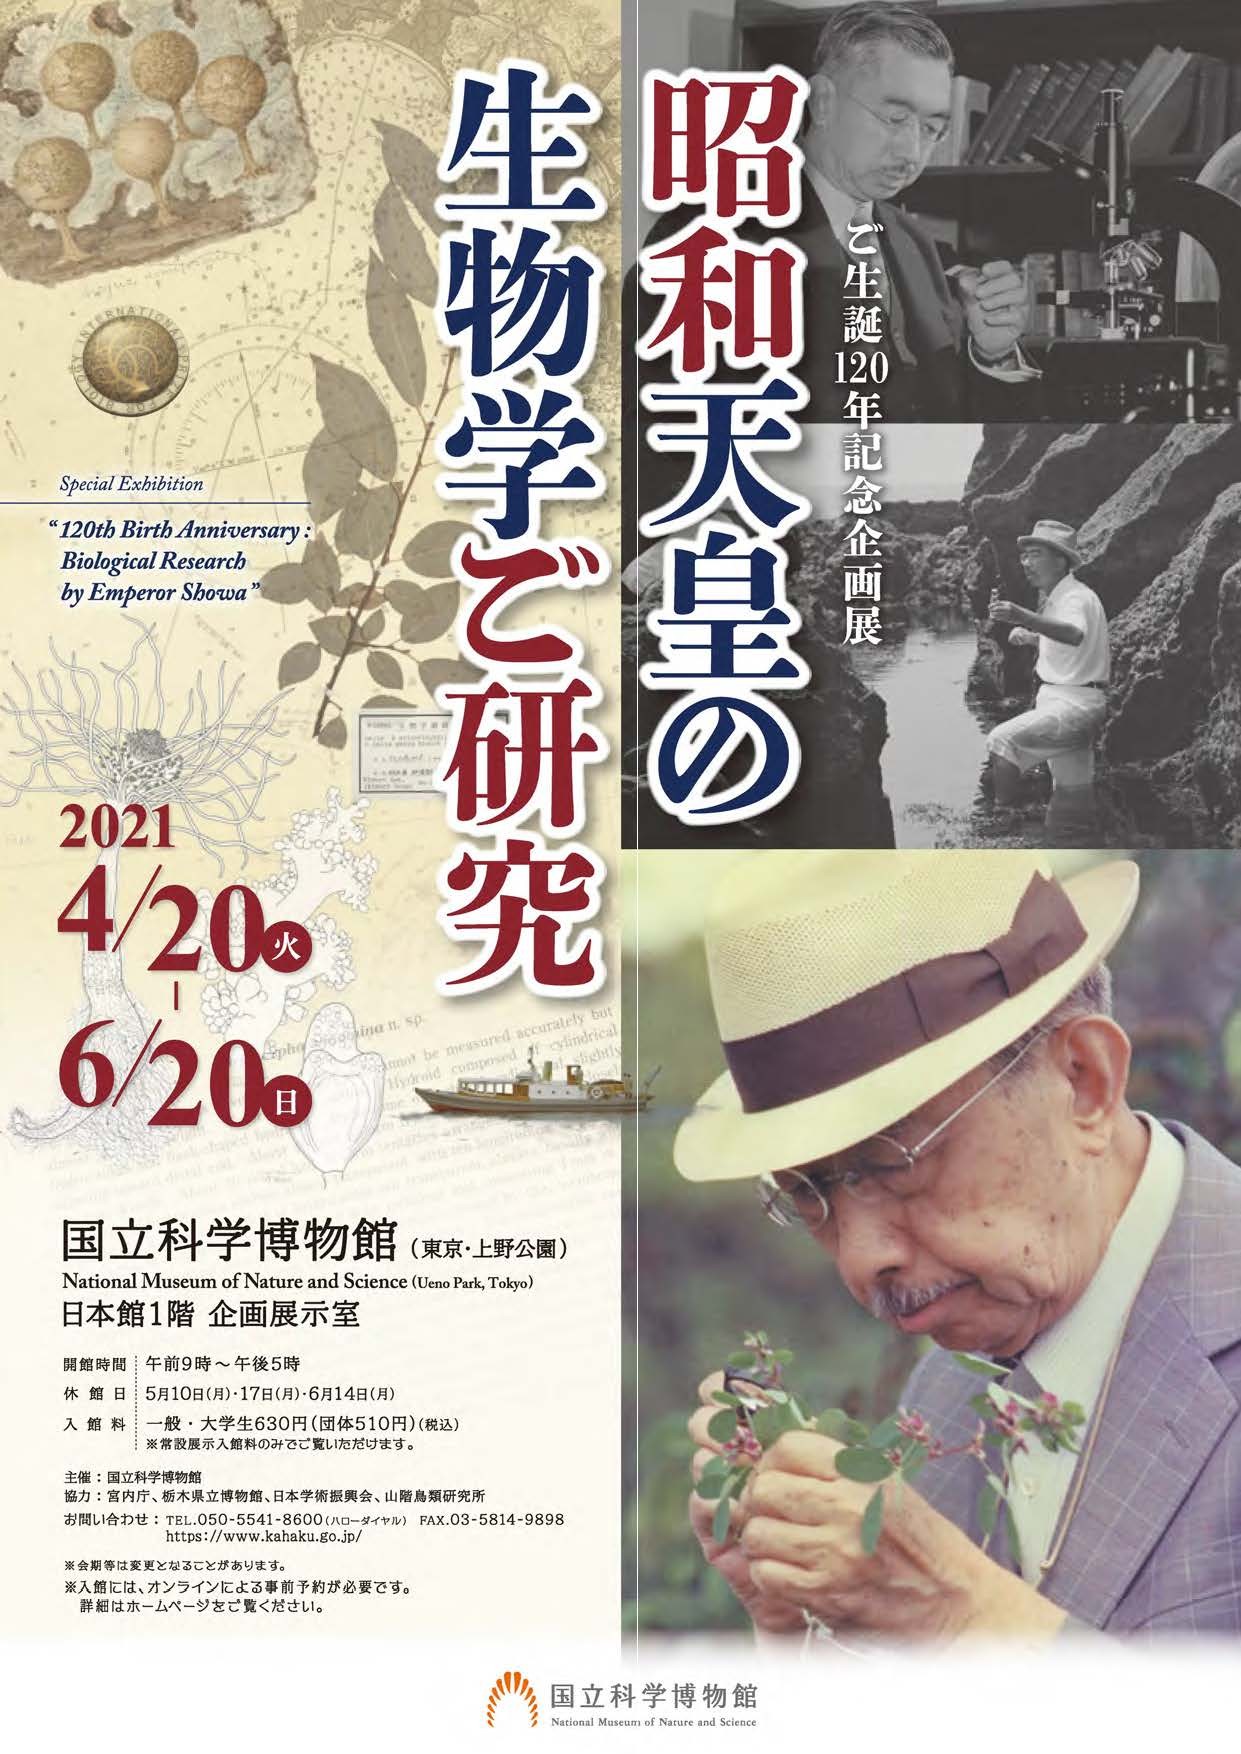 ご生誕120年記念企画展
昭和天皇の
生物学ご研究
INTERNATIONAL PRIZE FOR BIOLOGY
Special Exhibition
“120th Birth Anniversary :
Biological Research
by Emperor Showa”
2021
4/20火
-
6/20日
n. sp.
be measured accurately but
Hydroid composed of cylindrical
slightly
国立科学博物館（東京・上野公園）
National Museum of Nature and Science (Ueno Park, Tokyo)
日本館1階 企画展示室
開館時間 午前9時～午後5時
休館日 5月10日(月)・17日(月)・6月14日(月)
入館料 一般・大学生630円(団体510円)(税込)
※常設展示入館料のみでご覧いただけます。
主催：国立科学博物館
協力：宮内庁、栃木県立博物館、日本学術振興会、山階鳥類研究所
お問い合わせ：TEL.050-5541-8600(ハローダイヤル) FAX.03-5814-9898
https://www.kahaku.go.jp/
※会期等は変更となることがあります。
※入館には、オンラインによる事前予約が必要です。
詳細はホームページをご覧ください。
国立科学博物館
National Museum of Nature and Science